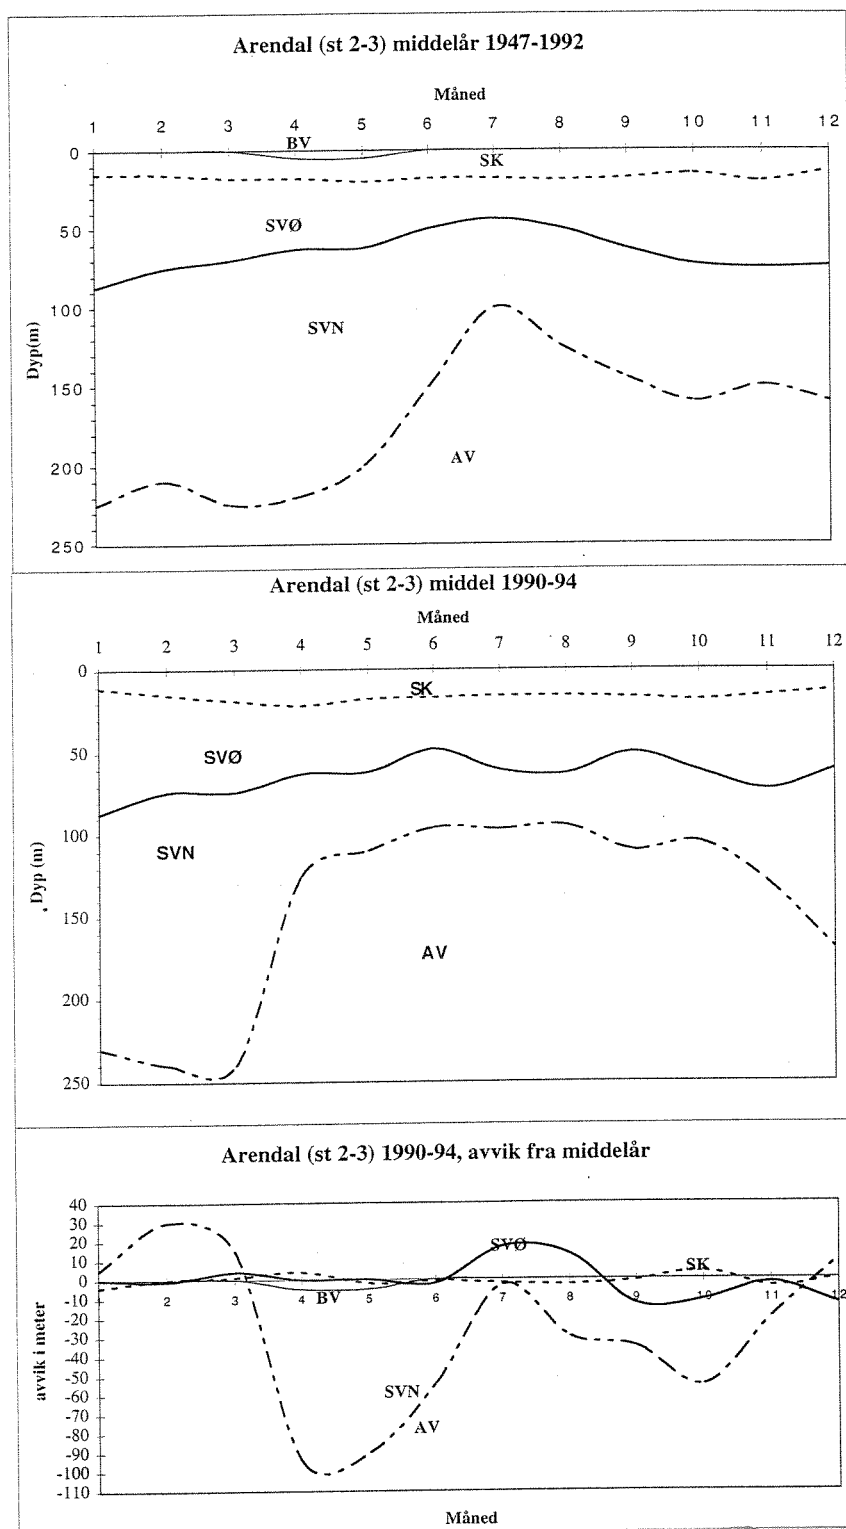 Arendal (st 2-3) middelår 1947-1992
Måned
1 2 3 4 5 6 7 8 9 10 11 12
BV
0
SK
SVØ
50
SVN
100
Dyp(m)
150
AV
200
250
Arendal (st 2-3) middel 1990-94
Måned
1 2 3 4 5 6 7 8 9 10 11 12
0
SK
50
SVØ
100
SVN
Dyp (m)
150
AV
200
250
Arendal (st 2-3) 1990-94, avvik fra middelår
40
30
20
SVØ
10
SK
0
2 3 4 5 6 7 8 9 10 11 12
BV
-10
-20
-30
avvik i meter
-40
-50
SVN
-60
-70
AV
-80
-90
-100
-110
Måned